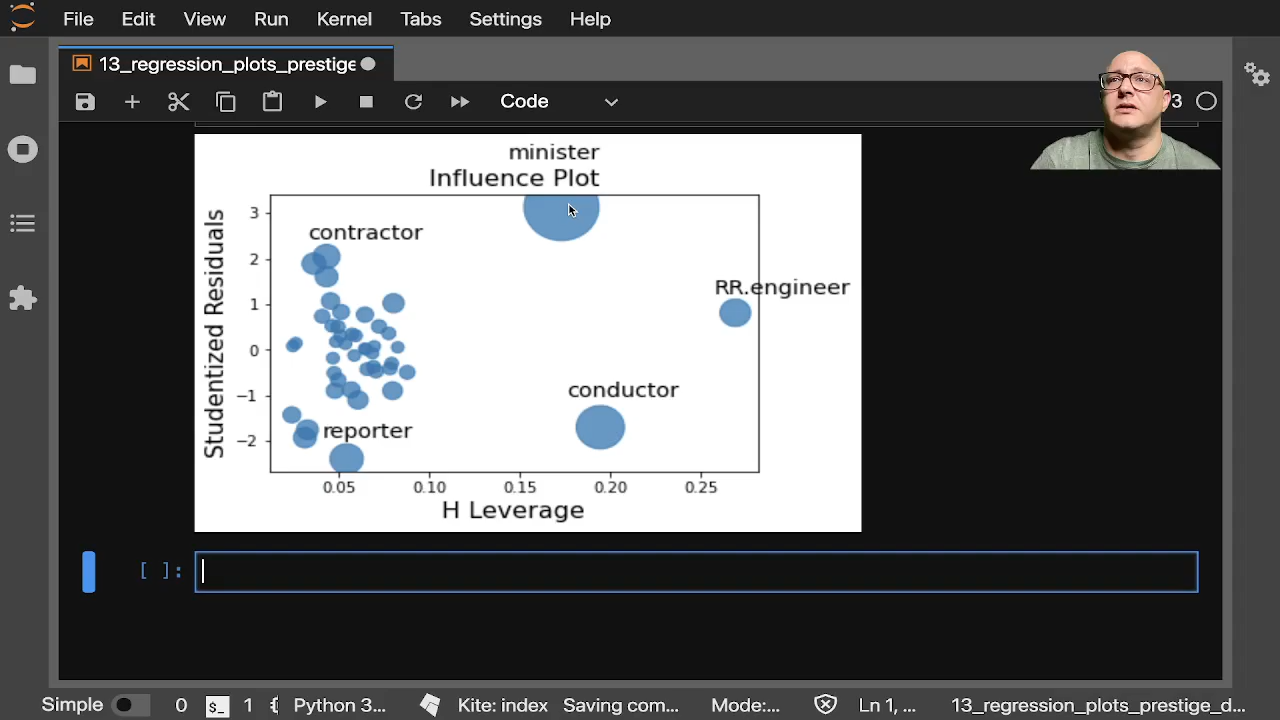 File Edit View Run Kernel Tabs Settings Help
13_regression_plots_prestige
Code
3
minister
Influence Plot
contractor
RR.engineer
conductor
reporter
Studentized Residuals
3
2
1
0
−1
−2
0.05 0.10 0.15 0.20 0.25
H Leverage
[ ]:
Simple 0 $_ 1 Python 3... Kite: index Saving com... Mode:... Ln 1, ... 13_regression_plots_prestige_d...